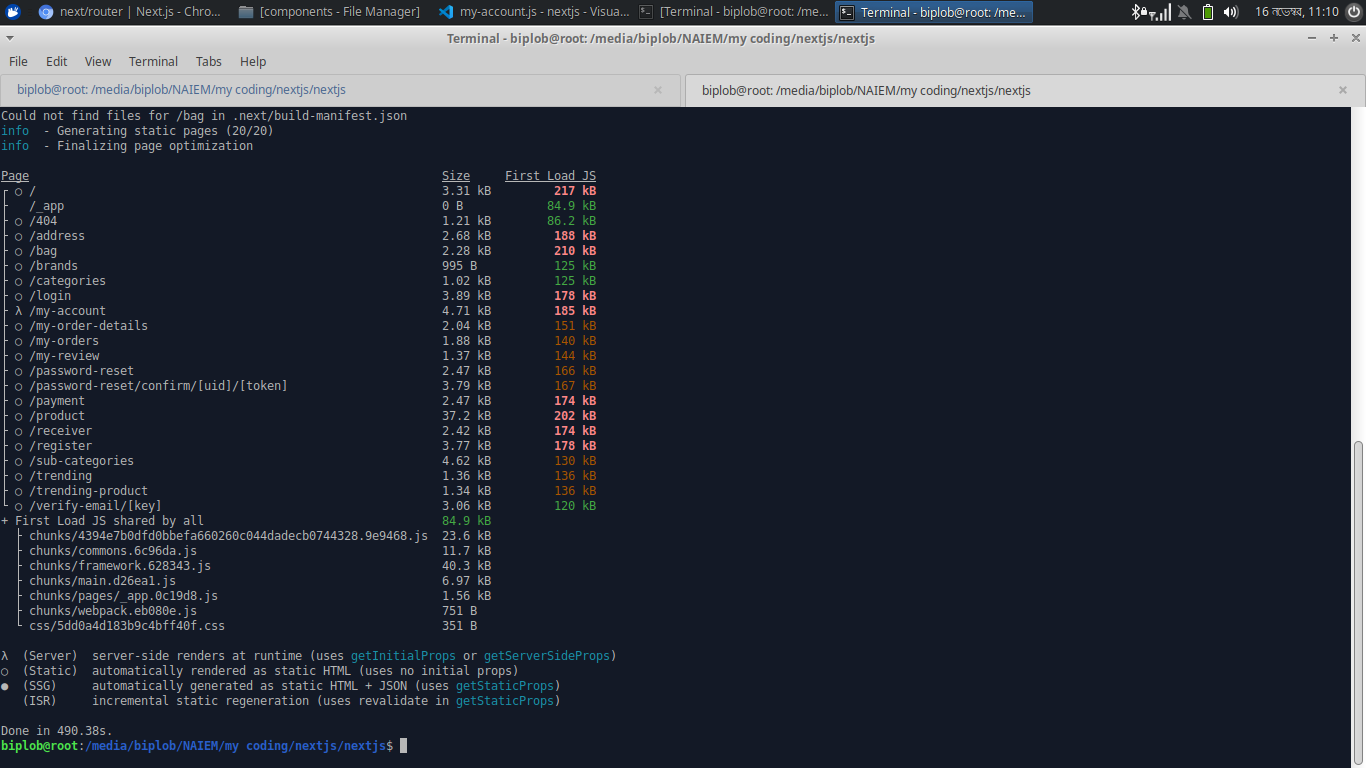 next/router | Next.js - Chro...
[components - File Manager]
my-account.js - nextjs - Visua...
[Terminal - biplob@root: /me...
Terminal - biplob@root: /me...
16 নভেম্বর, 11:10
Terminal - biplob@root: /media/biplob/NAIEM/my coding/nextjs/nextjs
File Edit View Terminal Tabs Help
biplob@root: /media/biplob/NAIEM/my coding/nextjs/nextjs
biplob@root: /media/biplob/NAIEM/my coding/nextjs/nextjs
Could not find files for /bag in .next/build-manifest.json
info - Generating static pages (20/20)
info - Finalizing page optimization
Page Size First Load JS
┌ ○ / 3.31 kB 217 kB
├ /_app 0 B 84.9 kB
├ ○ /404 1.21 kB 86.2 kB
├ ○ /address 2.68 kB 188 kB
├ ○ /bag 2.28 kB 210 kB
├ ○ /brands 995 B 125 kB
├ ○ /categories 1.02 kB 125 kB
├ ○ /login 3.89 kB 178 kB
├ λ /my-account 4.71 kB 185 kB
├ ○ /my-order-details 2.04 kB 151 kB
├ ○ /my-orders 1.88 kB 140 kB
├ ○ /my-review 1.37 kB 144 kB
├ ○ /password-reset 2.47 kB 166 kB
├ ○ /password-reset/confirm/[uid]/[token] 3.79 kB 167 kB
├ ○ /payment 2.47 kB 174 kB
├ ○ /product 37.2 kB 202 kB
├ ○ /receiver 2.42 kB 174 kB
├ ○ /register 3.77 kB 178 kB
├ ○ /sub-categories 4.62 kB 130 kB
├ ○ /trending 1.36 kB 136 kB
├ ○ /trending-product 1.34 kB 136 kB
└ ○ /verify-email/[key] 3.06 kB 120 kB
+ First Load JS shared by all 84.9 kB
├ chunks/4394e7b0dfd0bbefa660260c044dadecb0744328.9e9468.js 23.6 kB
├ chunks/commons.6c96da.js 11.7 kB
├ chunks/framework.628343.js 40.3 kB
├ chunks/main.d26ea1.js 6.97 kB
├ chunks/pages/_app.0c19d8.js 1.56 kB
├ chunks/webpack.eb080e.js 751 B
└ css/5dd0a4d183b9c4bff40f.css 351 B
λ (Server) server-side renders at runtime (uses getInitialProps or getServerSideProps)
○ (Static) automatically rendered as static HTML (uses no initial props)
● (SSG) automatically generated as static HTML + JSON (uses getStaticProps)
(ISR) incremental static regeneration (uses revalidate in getStaticProps)
Done in 490.38s.
biplob@root:/media/biplob/NAIEM/my coding/nextjs/nextjs$